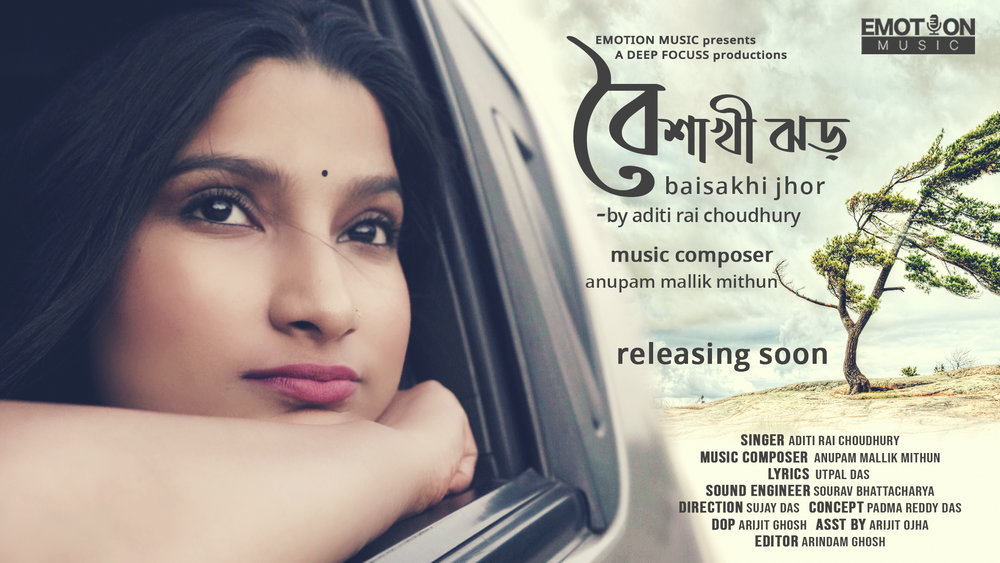 EMOTION MUSIC presents
A DEEP FOCUSS productions
EMOTION
MUSIC
বৈশাখী ঝড়
baisakhi jhor
-by aditi rai choudhury
music composer
anupam mallik mithun
releasing soon
SINGER ADITI RAI CHOUDHURY
MUSIC COMPOSER ANUPAM MALLIK MITHUN
LYRICS UTPAL DAS
SOUND ENGINEER SOURAV BHATTACHARYA
DIRECTION SUJAY DAS CONCEPT PADMA REDDY DAS
DOP ARIJIT GHOSH ASST BY ARIJIT OJHA
EDITOR ARINDAM GHOSH